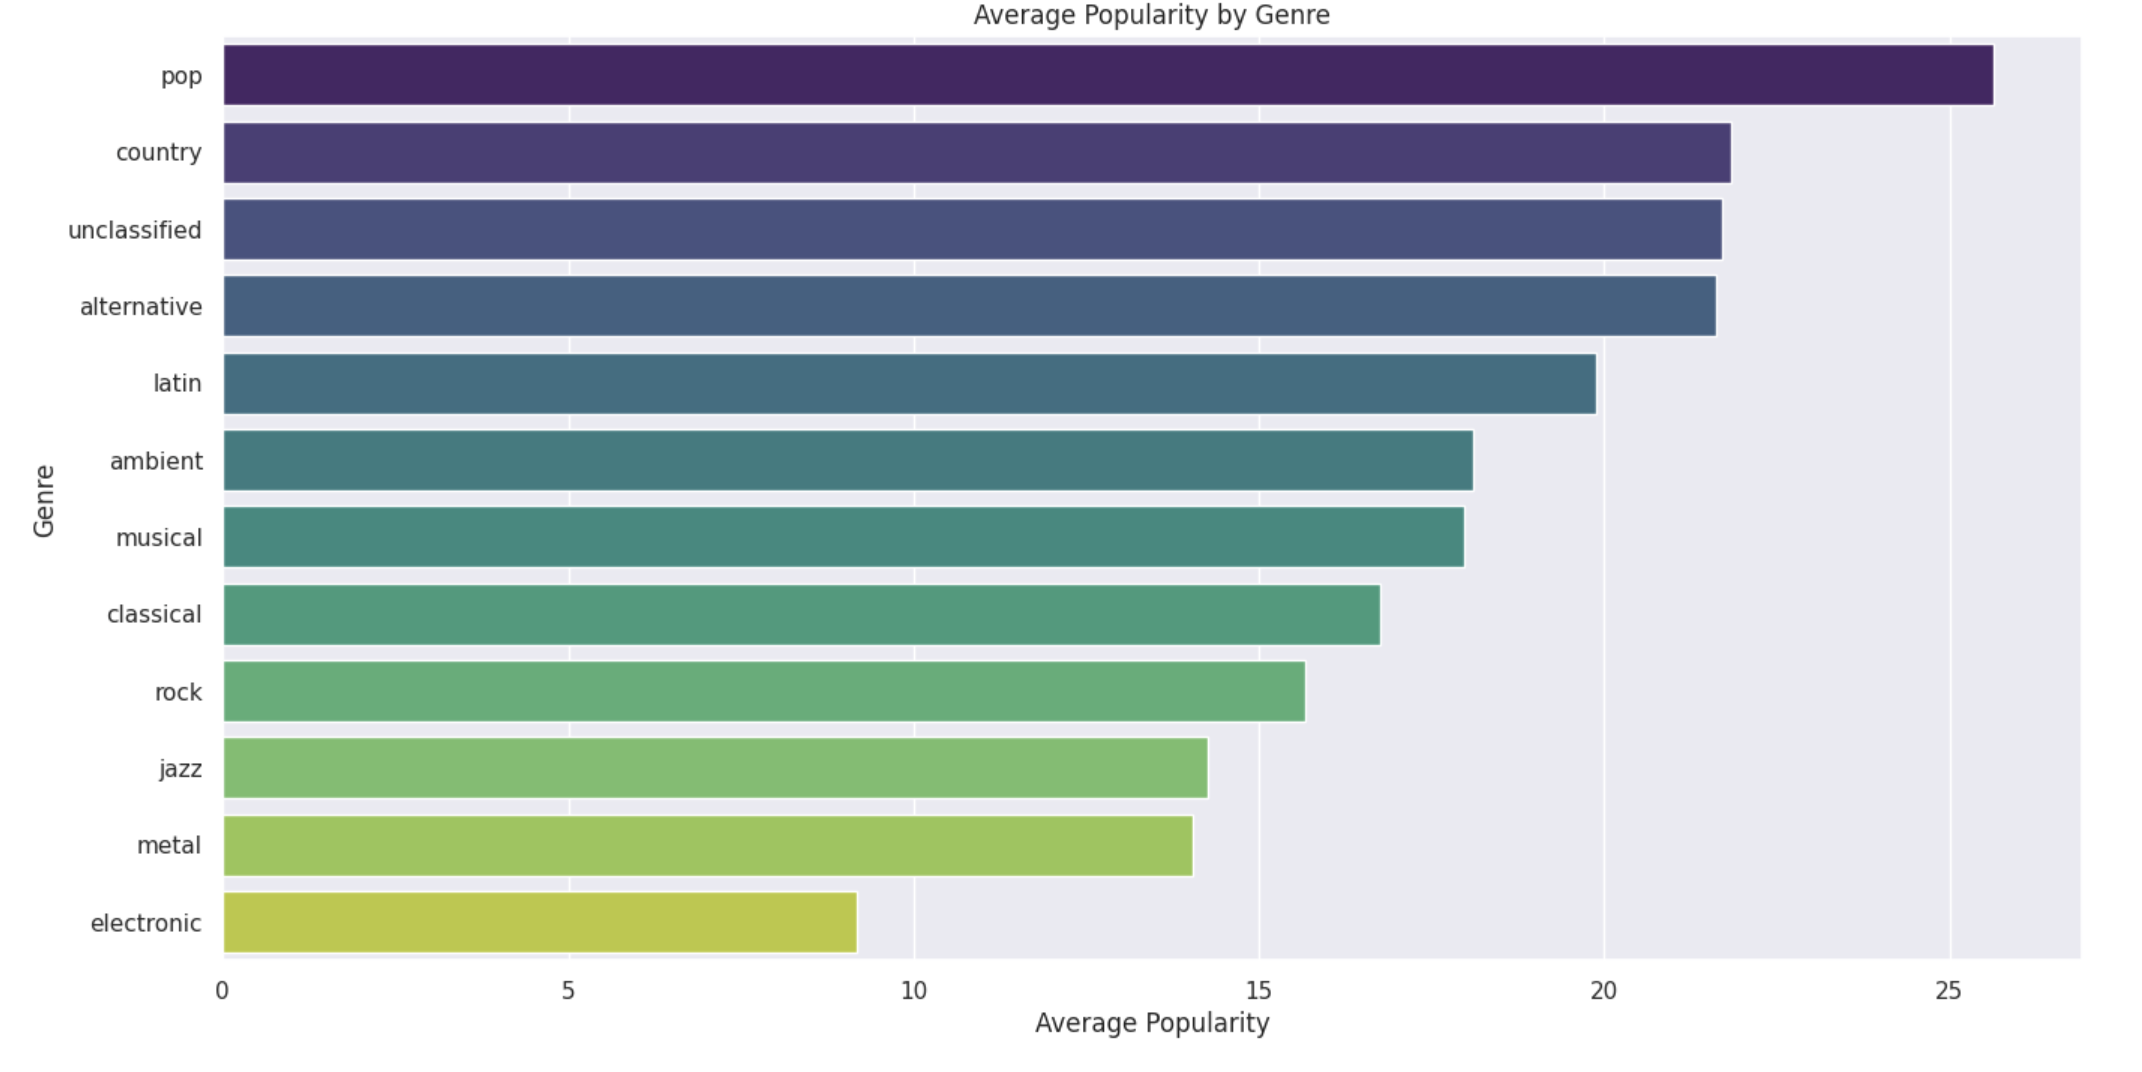 Average Popularity by Genre
pop
country
unclassified
alternative
latin
ambient
musical
classical
rock
jazz
metal
electronic
Genre
0 5 10 15 20 25
Average Popularity